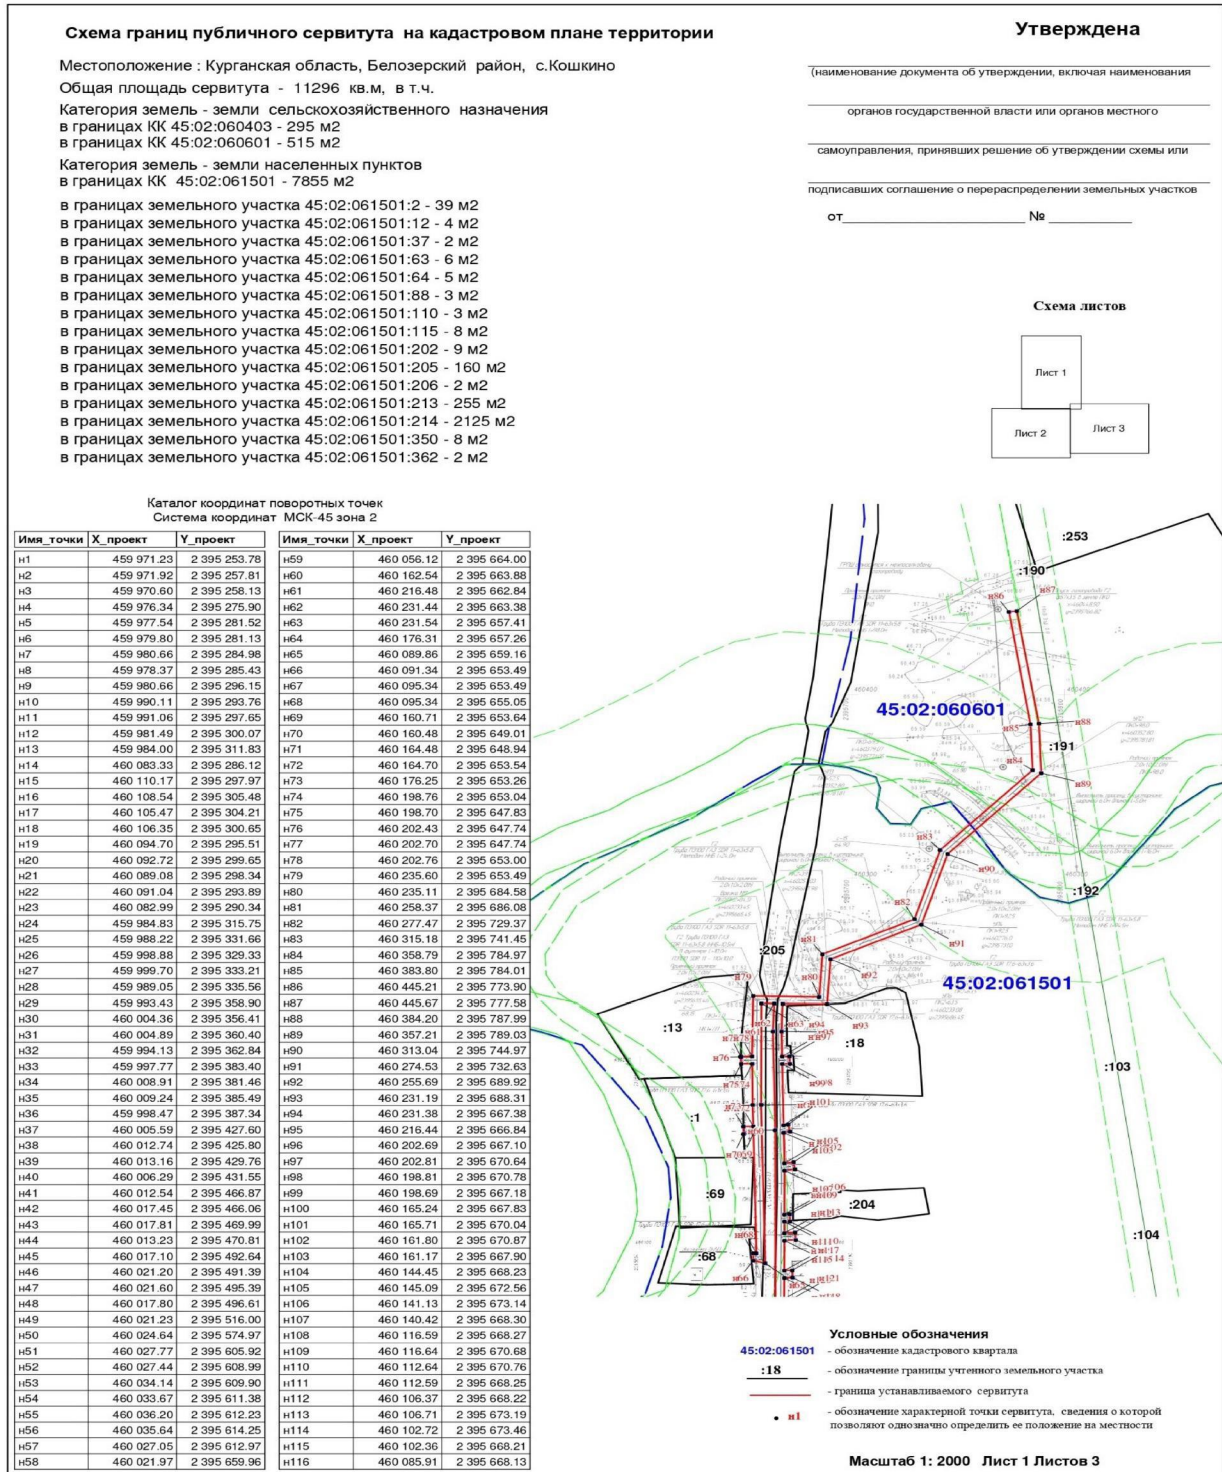 Схема границ публичного сервитута на кадастровом плане территории
Местоположение : Курганская область, Белозерский район, с.Кошкино
Общая площадь сервитута - 11296 кв.м, в т.ч.
Категория земель - земли сельскохозяйственного назначения
в границах КК 45:02:060403 - 295 м2
в границах КК 45:02:060601 - 515 м2
Категория земель - земли населенных пунктов
в границах КК 45:02:061501 - 7855 м2
в границах земельного участка 45:02:061501:2 - 39 м2
в границах земельного участка 45:02:061501:12 - 4 м2
в границах земельного участка 45:02:061501:37 - 2 м2
в границах земельного участка 45:02:061501:63 - 6 м2
в границах земельного участка 45:02:061501:64 - 5 м2
в границах земельного участка 45:02:061501:88 - 3 м2
в границах земельного участка 45:02:061501:110 - 3 м2
в границах земельного участка 45:02:061501:115 - 8 м2
в границах земельного участка 45:02:061501:202 - 9 м2
в границах земельного участка 45:02:061501:205 - 160 м2
в границах земельного участка 45:02:061501:206 - 2 м2
в границах земельного участка 45:02:061501:213 - 255 м2
в границах земельного участка 45:02:061501:214 - 2125 м2
в границах земельного участка 45:02:061501:350 - 8 м2
в границах земельного участка 45:02:061501:362 - 2 м2
Утверждена
(наименование документа об утверждении, включая наименования
органов государственной власти или органов местного
самоуправления, принявших решение об утверждении схемы или
подписавших соглашение о перераспределении земельных участков
от №
Схема листов
Лист 1
Лист 2
Лист 3
Каталог координат поворотных точек
Система координат МСК-45 зона 2
Имя_точки X_проект Y_проект Имя_точки X_проект Y_проект
н1 459 971.23 2 395 253.78 н59 460 056.12 2 395 664.00
н2 459 971.92 2 395 257.81 н60 460 162.54 2 395 663.88
н3 459 970.60 2 395 258.13 н61 460 216.48 2 395 662.84
н4 459 976.34 2 395 275.90 н62 460 231.44 2 395 663.38
н5 459 977.54 2 395 281.52 н63 460 231.54 2 395 657.41
н6 459 979.80 2 395 281.13 н64 460 176.31 2 395 657.26
н7 459 980.66 2 395 284.98 н65 460 089.86 2 395 659.16
н8 459 978.37 2 395 285.43 н66 460 091.34 2 395 653.49
н9 459 980.66 2 395 296.15 н67 460 095.34 2 395 653.49
н10 459 990.11 2 395 293.76 н68 460 095.34 2 395 655.05
н11 459 991.06 2 395 297.65 н69 460 160.71 2 395 653.64
н12 459 981.49 2 395 300.07 н70 460 160.48 2 395 649.01
н13 459 984.00 2 395 311.83 н71 460 164.48 2 395 648.94
н14 460 083.33 2 395 286.12 н72 460 164.70 2 395 653.54
н15 460 110.17 2 395 297.97 н73 460 176.25 2 395 653.26
н16 460 108.54 2 395 305.48 н74 460 198.76 2 395 653.04
н17 460 105.47 2 395 304.21 н75 460 198.70 2 395 647.83
н18 460 106.35 2 395 300.65 н76 460 202.43 2 395 647.74
н19 460 094.70 2 395 295.51 н77 460 202.70 2 395 647.74
н20 460 092.72 2 395 299.65 н78 460 202.76 2 395 653.00
н21 460 089.08 2 395 298.34 н79 460 235.60 2 395 653.49
н22 460 091.04 2 395 293.89 н80 460 235.11 2 395 684.58
н23 460 082.99 2 395 290.34 н81 460 258.37 2 395 686.08
н24 459 984.83 2 395 315.75 н82 460 277.47 2 395 729.37
н25 459 988.22 2 395 331.66 н83 460 315.18 2 395 741.45
н26 459 998.88 2 395 329.33 н84 460 358.79 2 395 784.97
н27 459 999.70 2 395 333.21 н85 460 383.80 2 395 784.01
н28 459 989.05 2 395 335.56 н86 460 445.21 2 395 773.90
н29 459 993.43 2 395 358.90 н87 460 445.67 2 395 777.58
н30 460 004.36 2 395 356.41 н88 460 384.20 2 395 787.99
н31 460 004.89 2 395 360.40 н89 460 357.21 2 395 789.03
н32 459 994.13 2 395 362.84 н90 460 313.04 2 395 744.97
н33 459 997.77 2 395 383.40 н91 460 274.53 2 395 732.63
н34 460 008.91 2 395 381.46 н92 460 255.69 2 395 689.92
н35 460 009.24 2 395 385.49 н93 460 231.19 2 395 688.31
н36 459 998.47 2 395 387.34 н94 460 231.38 2 395 667.38
н37 460 005.59 2 395 427.60 н95 460 216.44 2 395 666.84
н38 460 012.74 2 395 425.80 н96 460 202.69 2 395 667.10
н39 460 013.16 2 395 429.76 н97 460 202.81 2 395 670.64
н40 460 006.29 2 395 431.55 н98 460 198.81 2 395 670.78
н41 460 012.54 2 395 466.87 н99 460 198.69 2 395 667.18
н42 460 017.45 2 395 466.06 н100 460 165.24 2 395 667.83
н43 460 017.81 2 395 469.99 н101 460 165.71 2 395 670.04
н44 460 013.23 2 395 470.81 н102 460 161.80 2 395 670.87
н45 460 017.10 2 395 492.64 н103 460 161.17 2 395 667.90
н46 460 021.20 2 395 491.39 н104 460 144.45 2 395 668.23
н47 460 021.60 2 395 495.39 н105 460 145.09 2 395 672.56
н48 460 017.80 2 395 496.61 н106 460 141.13 2 395 673.14
н49 460 021.23 2 395 516.00 н107 460 140.42 2 395 668.30
н50 460 024.64 2 395 574.97 н108 460 116.59 2 395 668.27
н51 460 027.77 2 395 605.92 н109 460 116.64 2 395 670.68
н52 460 027.44 2 395 608.99 н110 460 112.64 2 395 670.76
н53 460 034.14 2 395 609.90 н111 460 112.59 2 395 668.25
н54 460 033.67 2 395 611.38 н112 460 106.37 2 395 668.22
н55 460 036.20 2 395 612.23 н113 460 106.71 2 395 673.19
н56 460 035.64 2 395 614.25 н114 460 102.72 2 395 673.46
н57 460 027.05 2 395 612.97 н115 460 102.36 2 395 668.21
н58 460 021.97 2 395 659.96 н116 460 085.91 2 395 668.13
:253
:190
н86
н87
45:02:060601
н85
н88
:191
н84
н89
н83
н90
:192
н82
н91
н81
:205
н92
н79
н80
45:02:061501
н62
н63
н94
н93
:13
:18
н76
:103
:1
н101
н60
н105
:69
:204
:68
:104
н66
Условные обозначения
45:02:061501 - обозначение кадастрового квартала
:18 - обозначение границы учтенного земельного участка
- граница устанавливаемого сервитута
н1 - обозначение характерной точки сервитута, сведения о которой
позволяют однозначно определить ее положение на местности
Масштаб 1: 2000 Лист 1 Листов 3